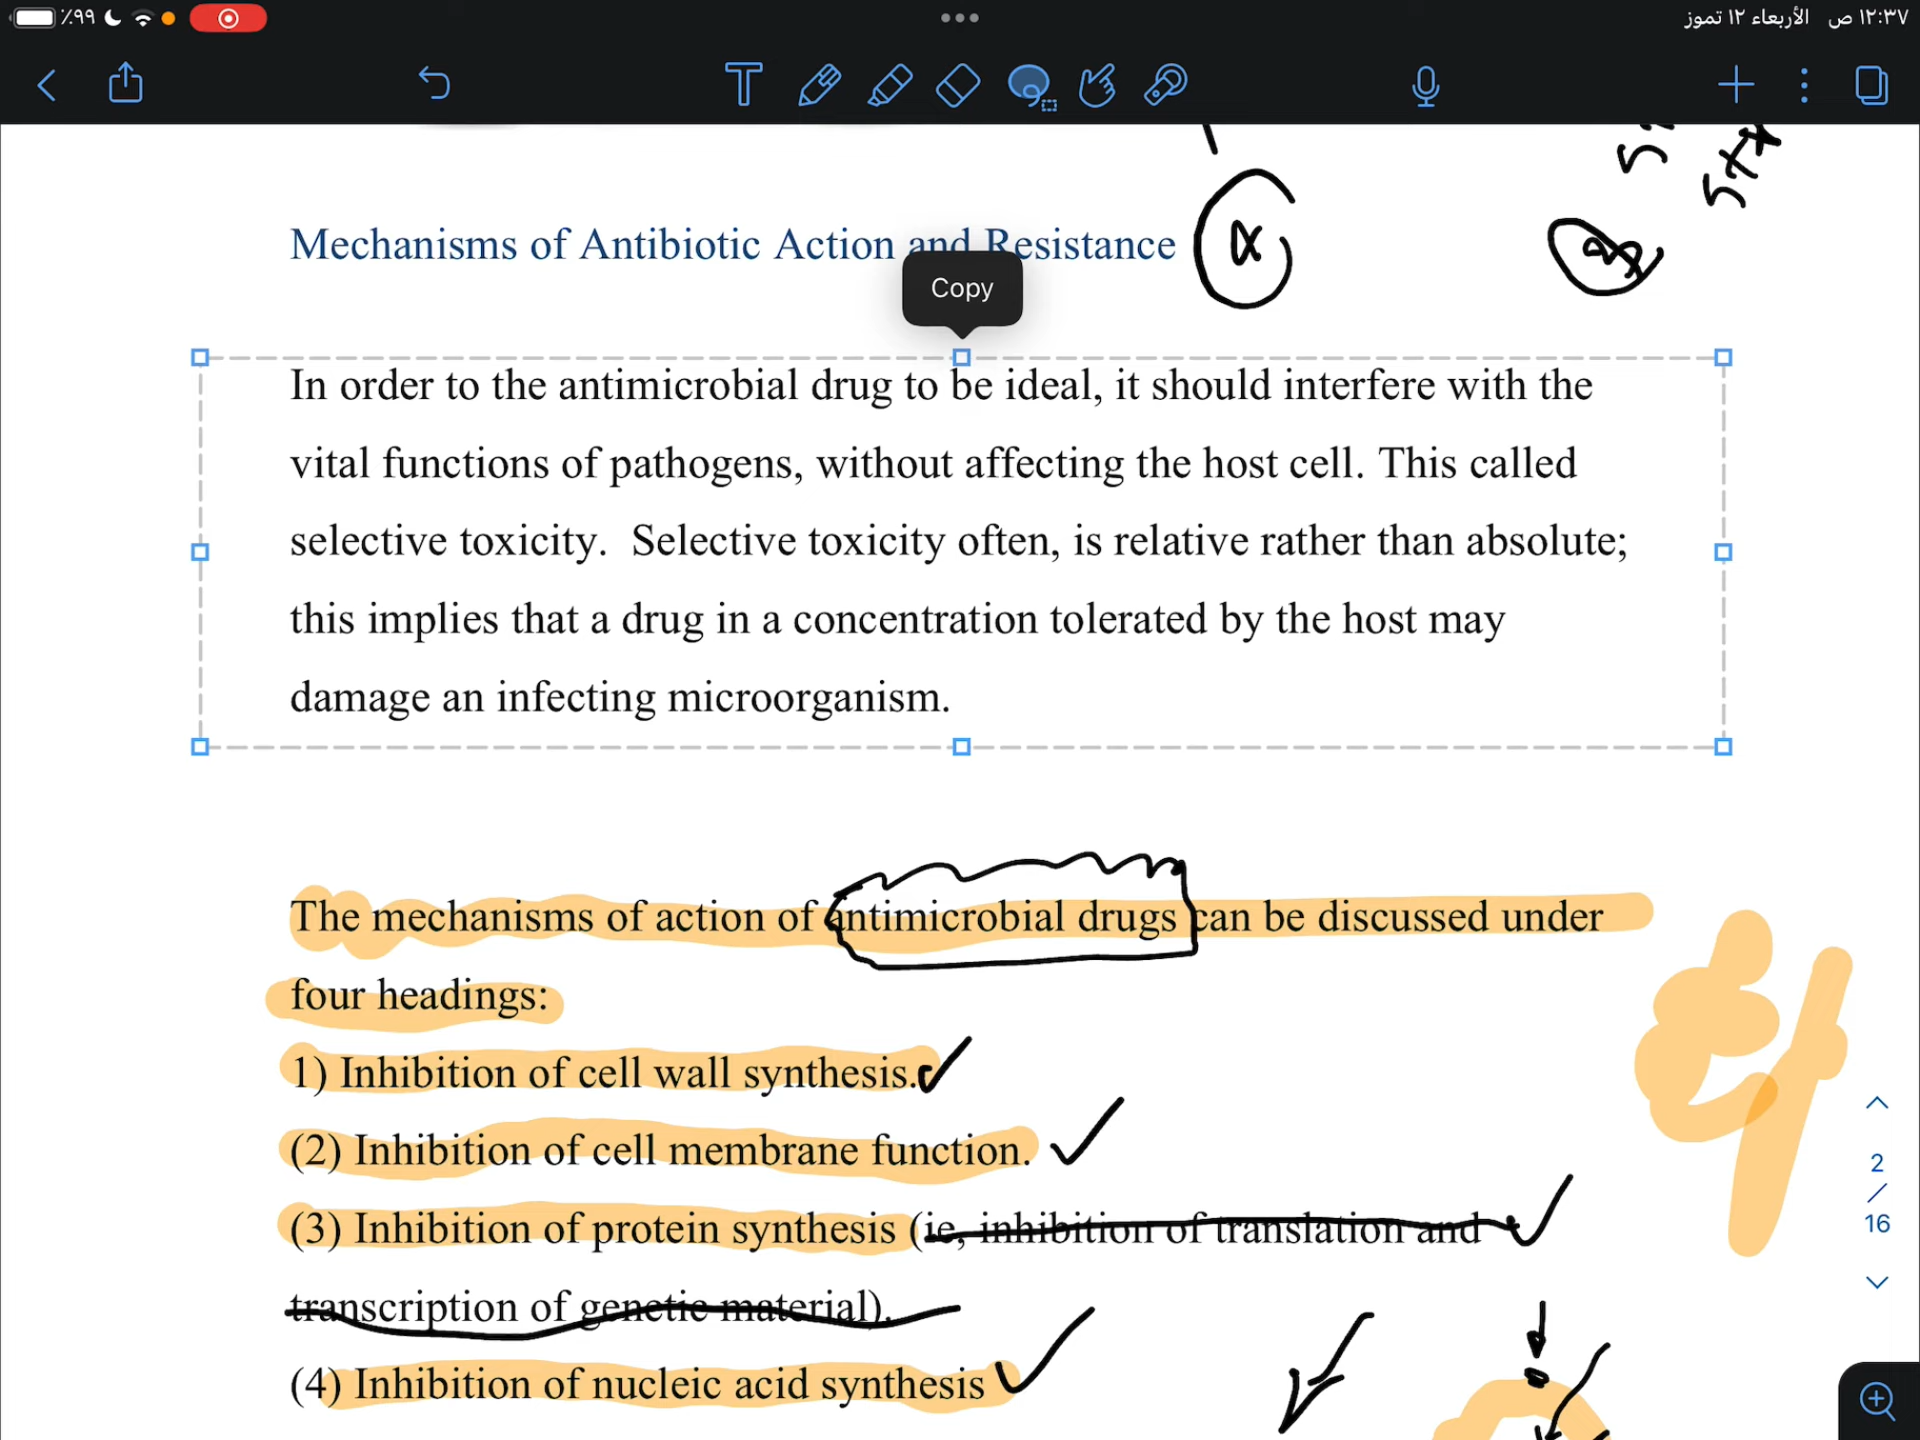 ٪٩٩
١٢:٣٧ ص الأربعاء ١٢ تموز
Mechanisms of Antibiotic Action and Resistance
Copy
In order to the antimicrobial drug to be ideal, it should interfere with the
vital functions of pathogens, without affecting the host cell. This called
selective toxicity. Selective toxicity often, is relative rather than absolute;
this implies that a drug in a concentration tolerated by the host may
damage an infecting microorganism.
The mechanisms of action of antimicrobial drugs can be discussed under
four headings:
1) Inhibition of cell wall synthesis.
(2) Inhibition of cell membrane function.
(3) Inhibition of protein synthesis (ie, inhibition of translation and
transcription of genetic material).
(4) Inhibition of nucleic acid synthesis
2
/
16